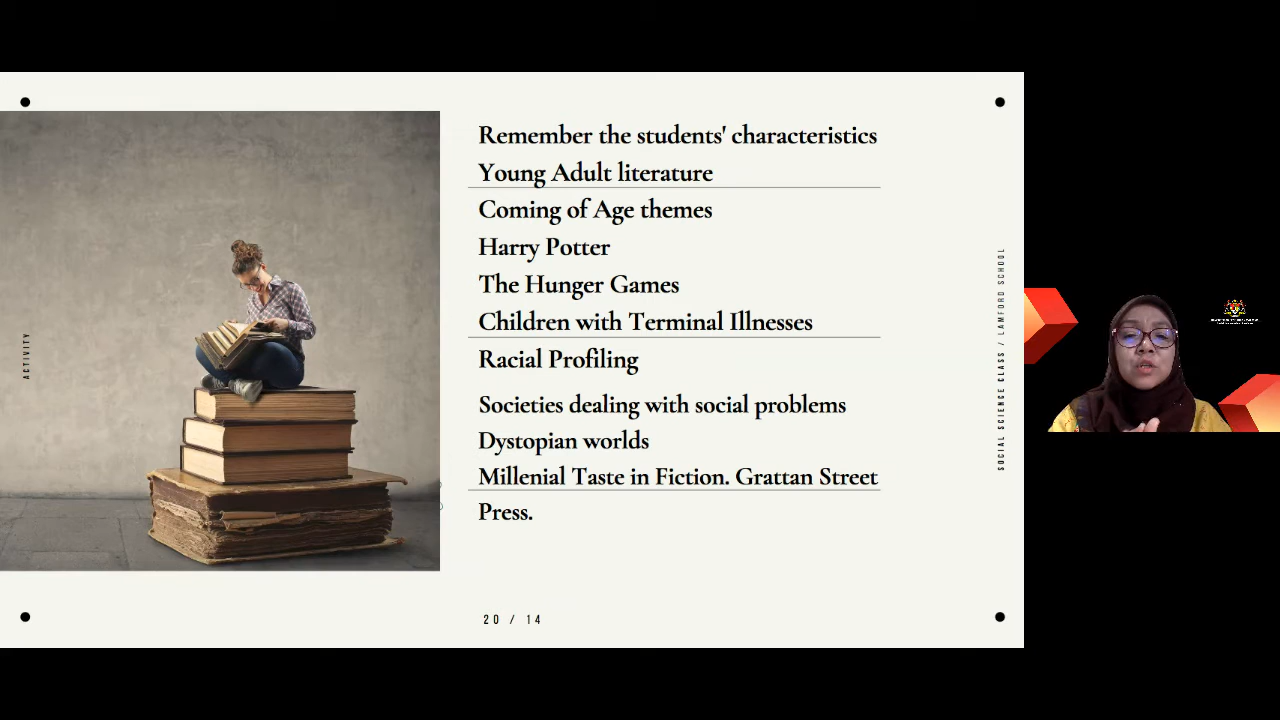 Remember the students' characteristics
Young Adult literature
Coming of Age themes
Harry Potter
The Hunger Games
Children with Terminal Illnesses
Racial Profiling
Societies dealing with social problems
Dystopian worlds
Millenial Taste in Fiction. Grattan Street
Press.
ACTIVITY
SOCIAL SCIENCE CLASS / LAMFORD SCHOOL
20 / 14